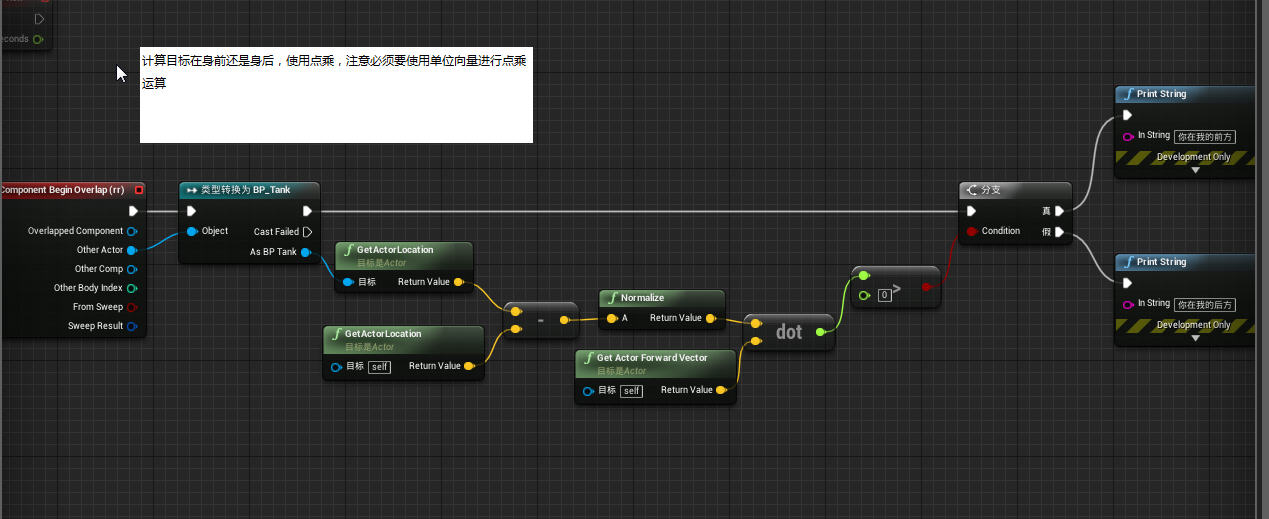 econds
计算目标在身前还是身后，使用点乘，注意必须要使用单位向量进行点乘
运算
Print String
In String 你在我的前方
Development Only
Component Begin Overlap (rr)
Overlapped Component
Other Actor
Other Comp
Other Body Index
From Sweep
Sweep Result
类型转换为 BP_Tank
Object Cast Failed
As BP Tank
GetActorLocation
目标是Actor
目标 Return Value
GetActorLocation
目标是Actor
目标 self Return Value
-
Normalize
A Return Value
Get Actor Forward Vector
目标是Actor
目标 self Return Value
dot
0 >
分支
真
Condition 假
Print String
In String 你在我的后方
Development Only